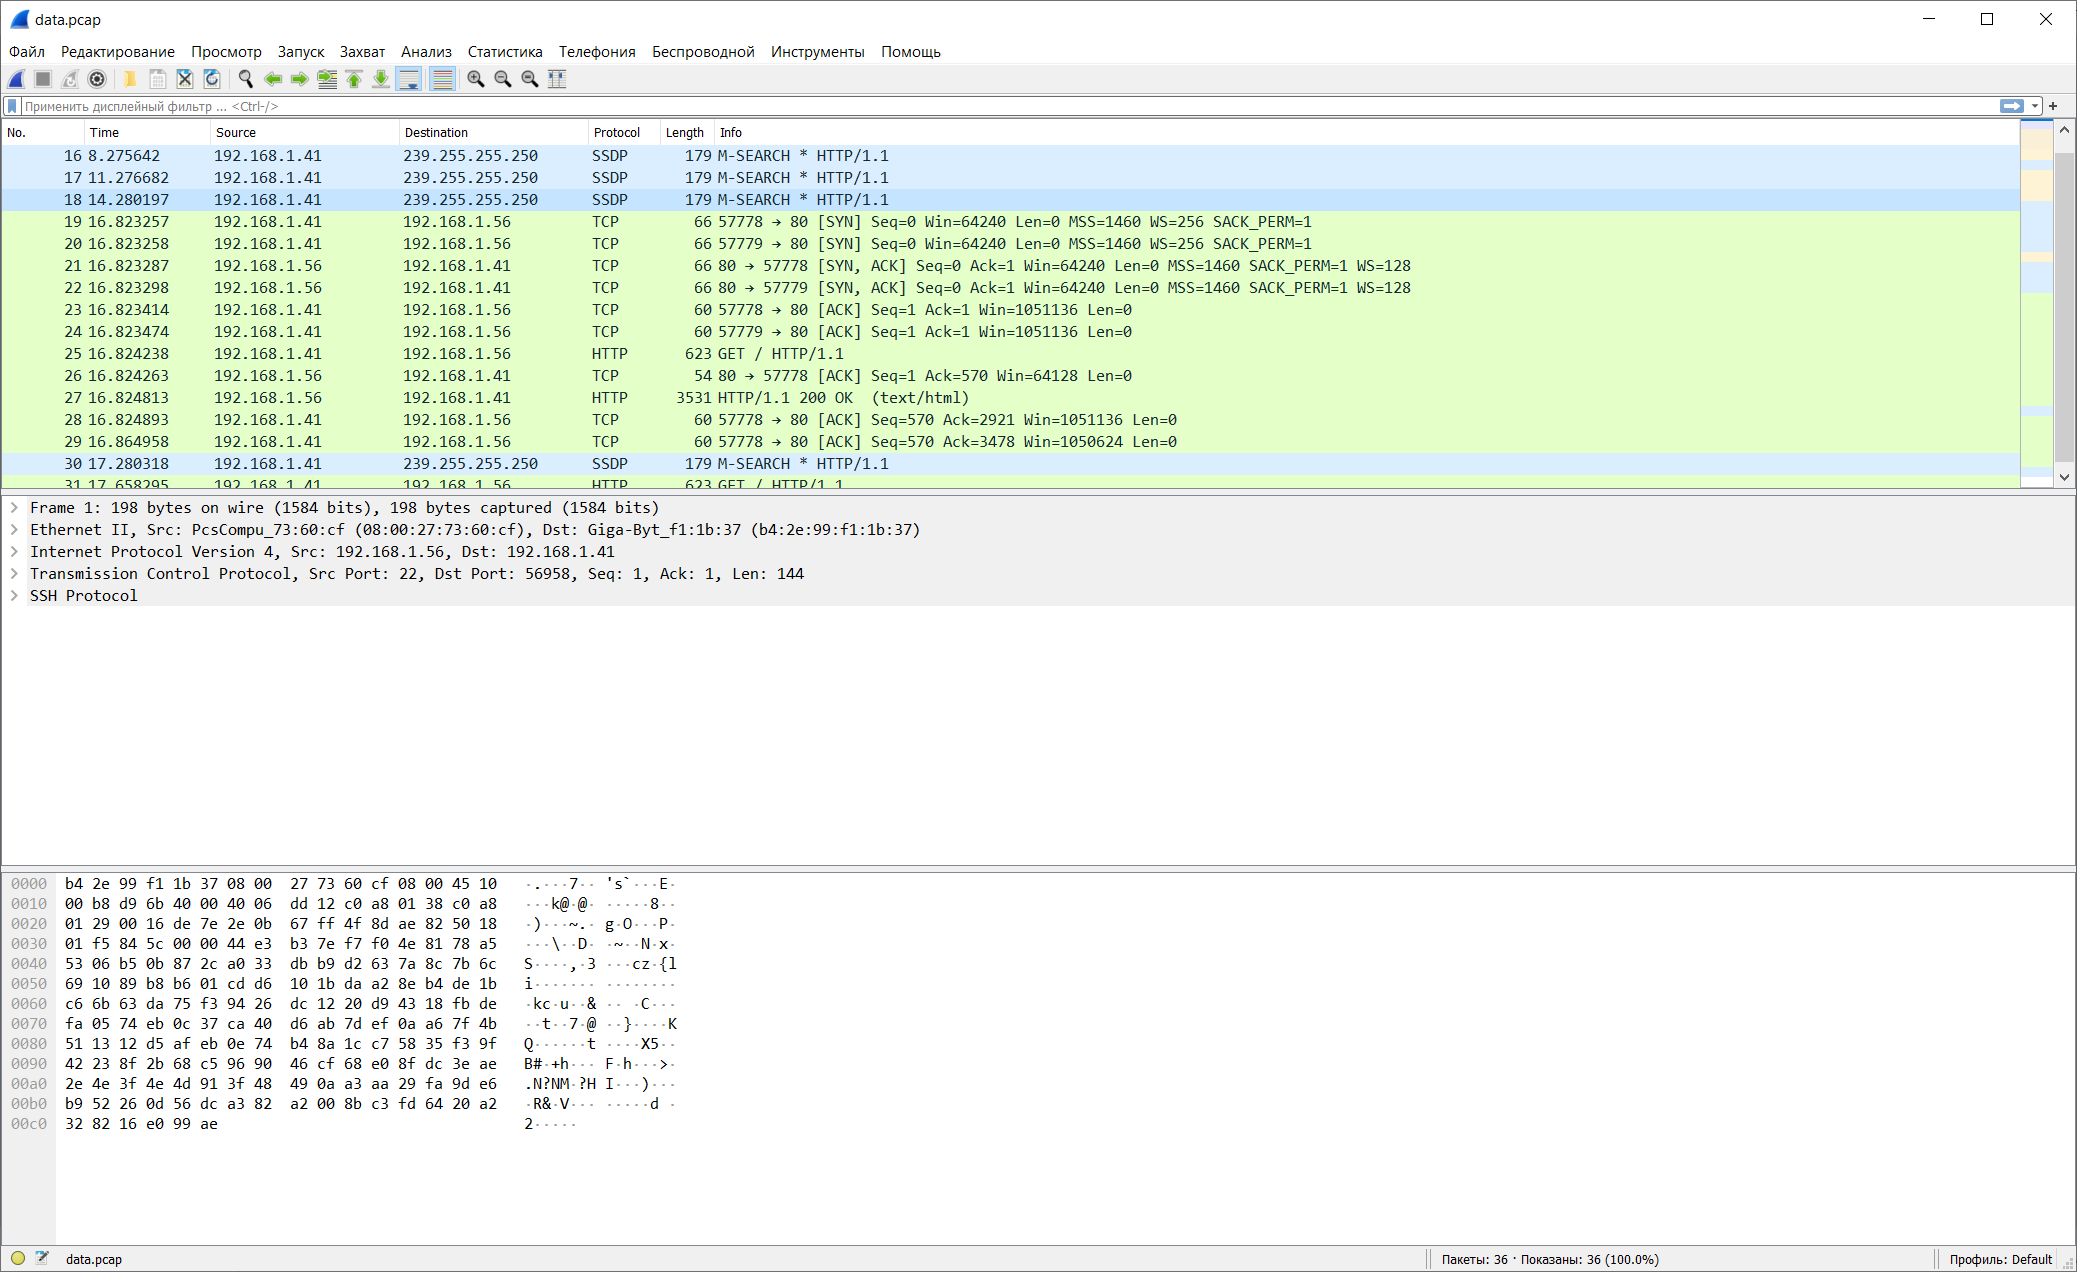 data.pcap
Файл Редактирование Просмотр Запуск Захват Анализ Статистика Телефония Беспроводной Инструменты Помощь
Применить дисплейный фильтр ... <Ctrl-/>
No. Time Source Destination Protocol Length Info
16 8.275642 192.168.1.41 239.255.255.250 SSDP 179 M-SEARCH * HTTP/1.1
17 11.276682 192.168.1.41 239.255.255.250 SSDP 179 M-SEARCH * HTTP/1.1
18 14.280197 192.168.1.41 239.255.255.250 SSDP 179 M-SEARCH * HTTP/1.1
19 16.823257 192.168.1.41 192.168.1.56 TCP 66 57778 → 80 [SYN] Seq=0 Win=64240 Len=0 MSS=1460 WS=256 SACK_PERM=1
20 16.823258 192.168.1.41 192.168.1.56 TCP 66 57779 → 80 [SYN] Seq=0 Win=64240 Len=0 MSS=1460 WS=256 SACK_PERM=1
21 16.823287 192.168.1.56 192.168.1.41 TCP 66 80 → 57778 [SYN, ACK] Seq=0 Ack=1 Win=64240 Len=0 MSS=1460 SACK_PERM=1 WS=128
22 16.823298 192.168.1.56 192.168.1.41 TCP 66 80 → 57779 [SYN, ACK] Seq=0 Ack=1 Win=64240 Len=0 MSS=1460 SACK_PERM=1 WS=128
23 16.823414 192.168.1.41 192.168.1.56 TCP 60 57778 → 80 [ACK] Seq=1 Ack=1 Win=1051136 Len=0
24 16.823474 192.168.1.41 192.168.1.56 TCP 60 57779 → 80 [ACK] Seq=1 Ack=1 Win=1051136 Len=0
25 16.824238 192.168.1.41 192.168.1.56 HTTP 623 GET / HTTP/1.1
26 16.824263 192.168.1.56 192.168.1.41 TCP 54 80 → 57778 [ACK] Seq=1 Ack=570 Win=64128 Len=0
27 16.824813 192.168.1.56 192.168.1.41 HTTP 3531 HTTP/1.1 200 OK  (text/html)
28 16.824893 192.168.1.41 192.168.1.56 TCP 60 57778 → 80 [ACK] Seq=570 Ack=2921 Win=1051136 Len=0
29 16.864958 192.168.1.41 192.168.1.56 TCP 60 57778 → 80 [ACK] Seq=570 Ack=3478 Win=1050624 Len=0
30 17.280318 192.168.1.41 239.255.255.250 SSDP 179 M-SEARCH * HTTP/1.1
31 17.658295 192.168.1.41 192.168.1.56 HTTP 623 GET / HTTP/1.1
Frame 1: 198 bytes on wire (1584 bits), 198 bytes captured (1584 bits)
Ethernet II, Src: PcsCompu_73:60:cf (08:00:27:73:60:cf), Dst: Giga-Byt_f1:1b:37 (b4:2e:99:f1:1b:37)
Internet Protocol Version 4, Src: 192.168.1.56, Dst: 192.168.1.41
Transmission Control Protocol, Src Port: 22, Dst Port: 56958, Seq: 1, Ack: 1, Len: 144
SSH Protocol
0000 b4 2e 99 f1 1b 37 08 00 27 73 60 cf 08 00 45 10 ·.···7·· 's`···E·
0010 00 b8 d9 6b 40 00 40 06 dd 12 c0 a8 01 38 c0 a8 ···k@·@· ·····8··
0020 01 29 00 16 de 7e 2e 0b 67 ff 4f 8d ae 82 50 18 ·)···~.· g·O···P·
0030 01 f5 84 5c 00 00 44 e3 b3 7e f7 f0 4e 81 78 a5 ···\··D· ·~··N·x·
0040 53 06 b5 0b 87 2c a0 33 db b9 d2 63 7a 8c 7b 6c S····,·3 ···cz·{l
0050 69 10 89 b8 b6 01 cd d6 10 1b da a2 8e b4 de 1b i······· ········
0060 c6 6b 63 da 75 f3 94 26 dc 12 20 d9 43 18 fb de ·kc·u··& ·· ·C···
0070 fa 05 74 eb 0c 37 ca 40 d6 ab 7d ef 0a a6 7f 4b ··t··7·@ ··}····K
0080 51 13 12 d5 af eb 0e 74 b4 8a 1c c7 58 35 f3 9f Q······t ····X5··
0090 42 23 8f 2b 68 c5 96 90 46 cf 68 e0 8f dc 3e ae B#·+h··· F·h···>·
00a0 2e 4e 3f 4e 4d 91 3f 48 49 0a a3 aa 29 fa 9d e6 .N?NM·?H I···)···
00b0 b9 52 26 0d 56 dc a3 82 a2 00 8b c3 fd 64 20 a2 ·R&·V··· ·····d ·
00c0 32 82 16 e0 99 ae 2·····
data.pcap Пакеты: 36 · Показаны: 36 (100.0%) Профиль: Default